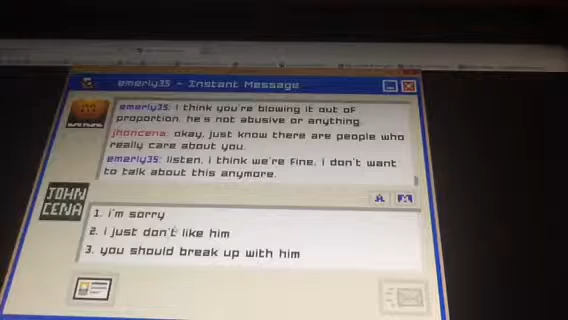 emerly35 - Instant Message
emerly35: i think you're blowing it out of
proportion. he's not abusive or anything.
jhoncena: okay, just know there are people who
really care about you.
emerly35: listen, i think we're fine, i don't want
to talk about this anymore.
JOHN
CENA
1. i'm sorry
2. i just don't like him
3. you should break up with him